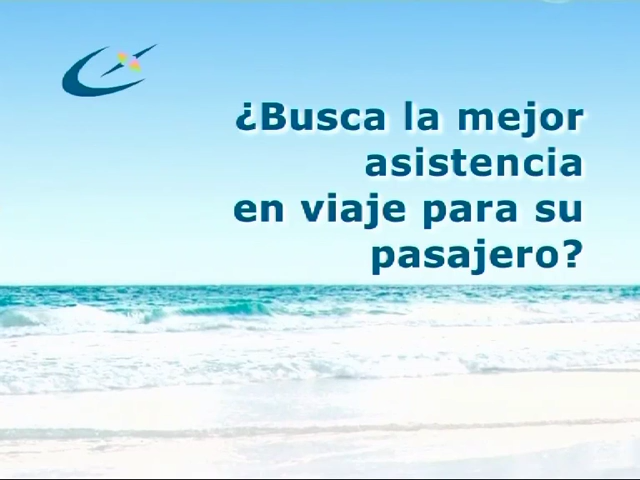 ¿Busca la mejor
asistencia
en viaje para su
pasajero?